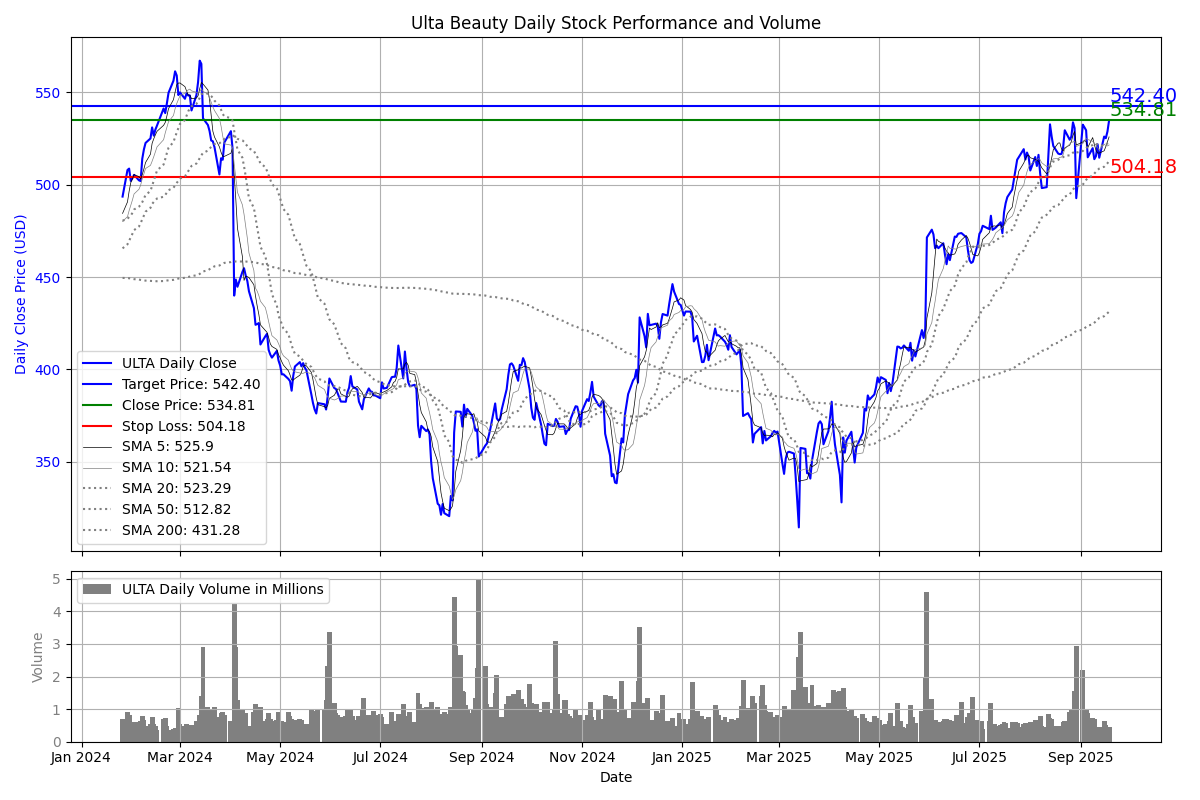 Ulta Beauty Daily Stock Performance and Volume
Daily Close Price (USD)
550
500
450
400
350
542.40
534.81
504.18
ULTA Daily Close
Target Price: 542.40
Close Price: 534.81
Stop Loss: 504.18
SMA 5: 525.9
SMA 10: 521.54
SMA 20: 523.29
SMA 50: 512.82
SMA 200: 431.28
Volume
5
4
3
2
1
0
ULTA Daily Volume in Millions
Jan 2024 Mar 2024 May 2024 Jul 2024 Sep 2024 Nov 2024 Jan 2025 Mar 2025 May 2025 Jul 2025 Sep 2025
Date